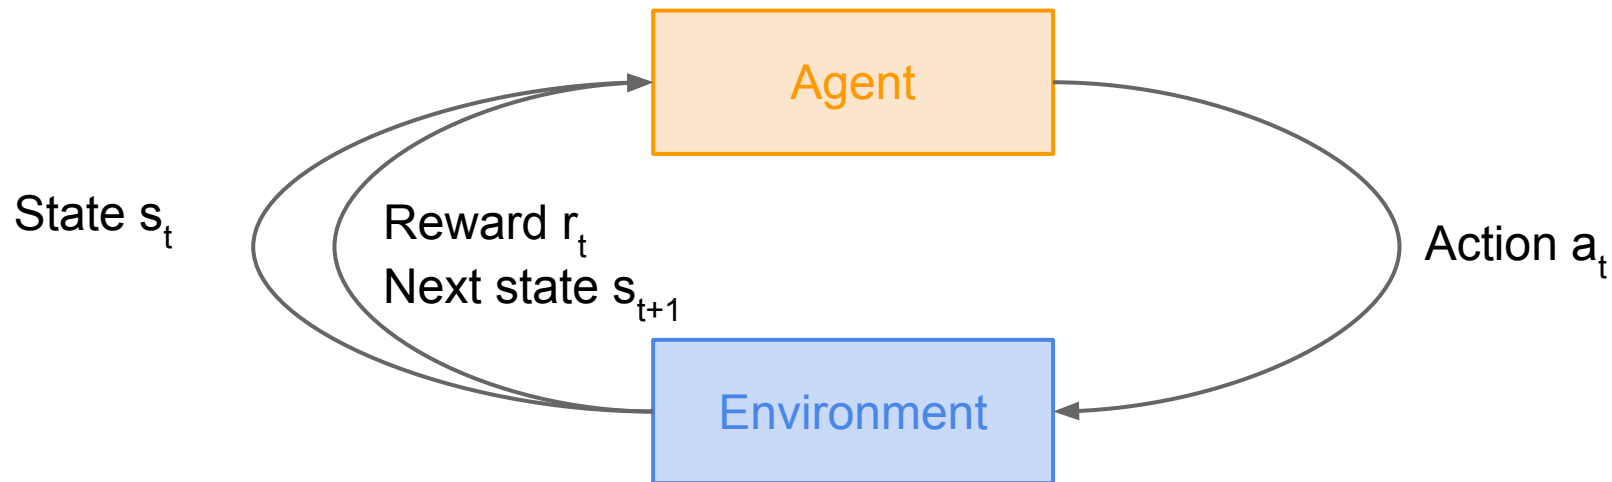 Agent
State sₜ
Reward rₜ
Next state sₜ₊₁
Action aₜ
Environment